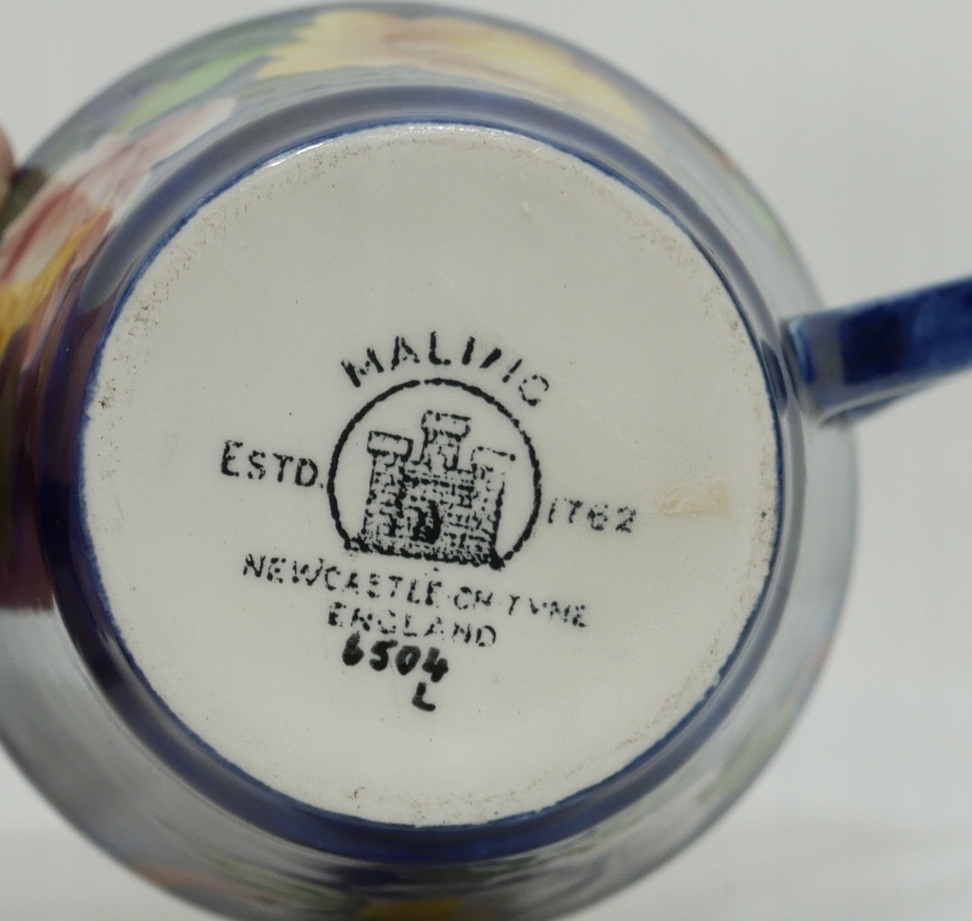 MALING
ESTD. 1762
NEWCASTLE-ON-TYNE
ENGLAND
6504
L